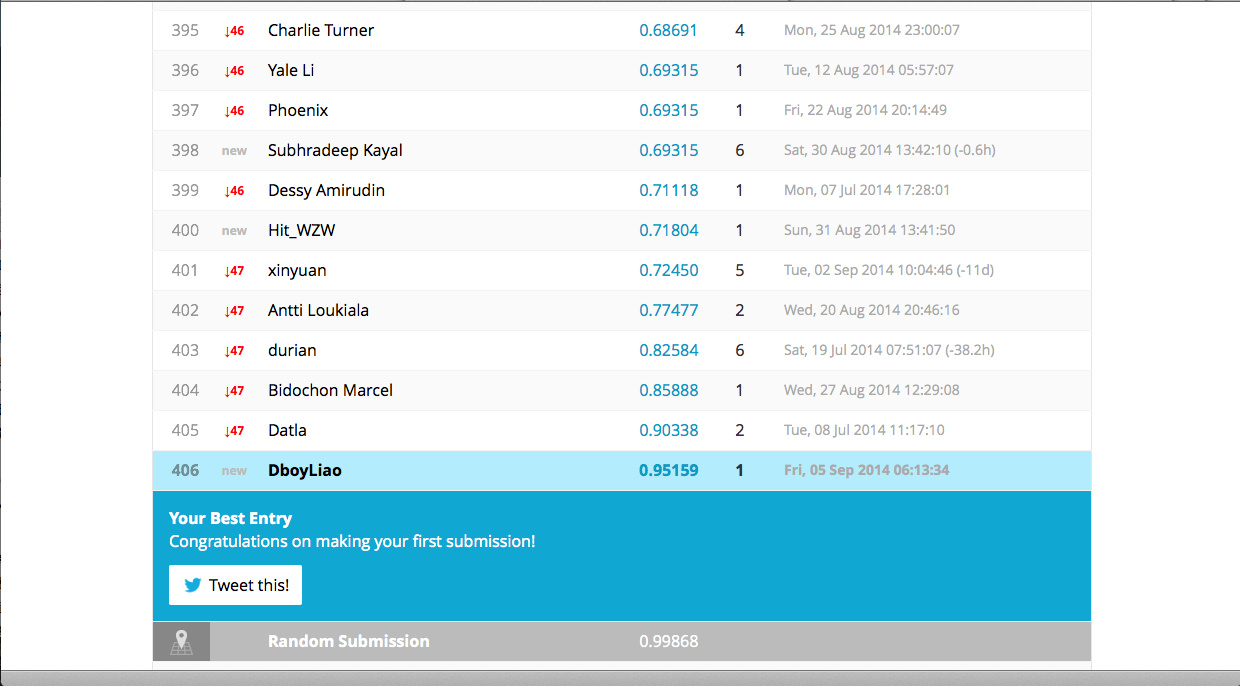 395 ↓46 Charlie Turner 0.68691 4 Mon, 25 Aug 2014 23:00:07
396 ↓46 Yale Li 0.69315 1 Tue, 12 Aug 2014 05:57:07
397 ↓46 Phoenix 0.69315 1 Fri, 22 Aug 2014 20:14:49
398 new Subhradeep Kayal 0.69315 6 Sat, 30 Aug 2014 13:42:10 (-0.6h)
399 ↓46 Dessy Amirudin 0.71118 1 Mon, 07 Jul 2014 17:28:01
400 new Hit_WZW 0.71804 1 Sun, 31 Aug 2014 13:41:50
401 ↓47 xinyuan 0.72450 5 Tue, 02 Sep 2014 10:04:46 (-11d)
402 ↓47 Antti Loukiala 0.77477 2 Wed, 20 Aug 2014 20:46:16
403 ↓47 durian 0.82584 6 Sat, 19 Jul 2014 07:51:07 (-38.2h)
404 ↓47 Bidochon Marcel 0.85888 1 Wed, 27 Aug 2014 12:29:08
405 ↓47 Datla 0.90338 2 Tue, 08 Jul 2014 11:17:10
406 new DboyLiao 0.95159 1 Fri, 05 Sep 2014 06:13:34
Your Best Entry
Congratulations on making your first submission!
Tweet this!
Random Submission 0.99868